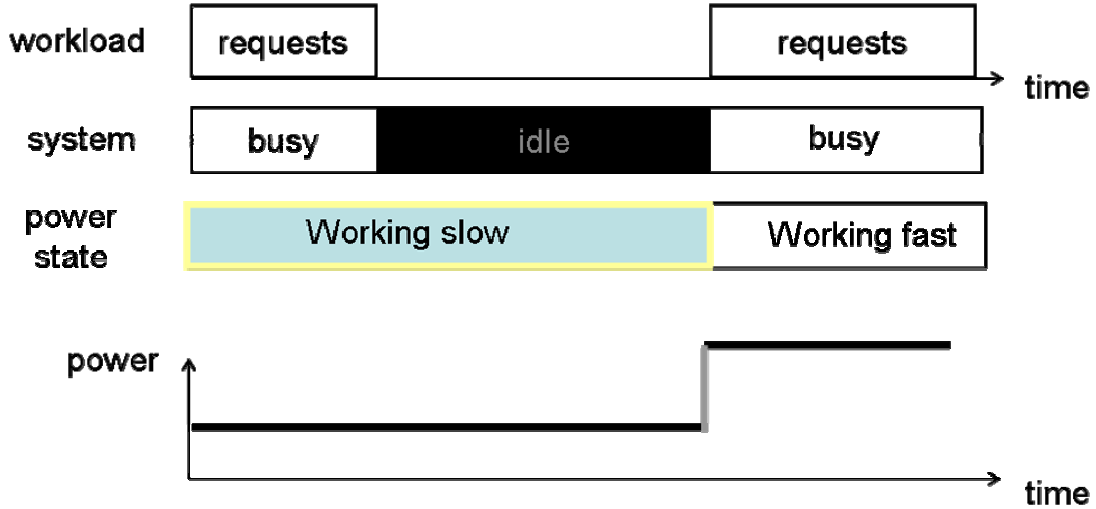 workload
requests
requests
time
system
busy
idle
busy
power
state
Working slow
Working fast
power
time